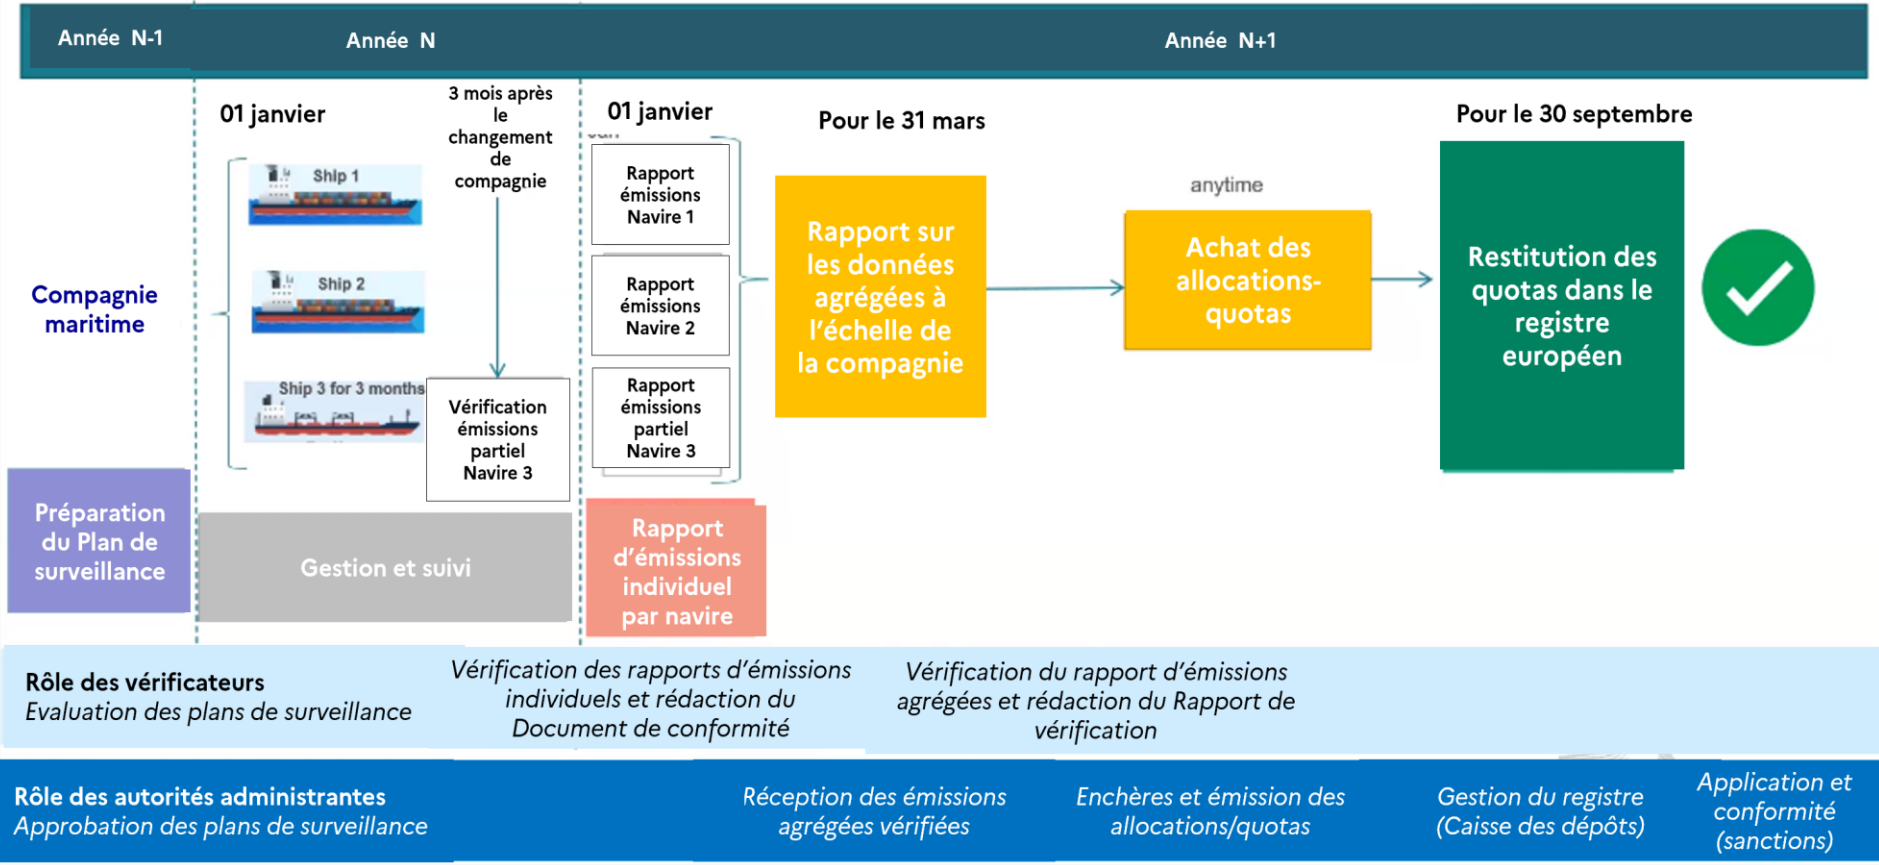 Année N-1
Année N
Année N+1
01 janvier
3 mois après
le
changement
de
compagnie
01 janvier
Pour le 31 mars
Pour le 30 septembre
Ship 1
Ship 2
Ship 3 for 3 months
Compagnie
maritime
Vérification
émissions
partiel
Navire 3
Rapport
émissions
Navire 1
Rapport
émissions
Navire 2
Rapport
émissions
partiel
Navire 3
Rapport sur
les données
agrégées à
l'échelle de
la compagnie
anytime
Achat des
allocations-
quotas
Restitution des
quotas dans le
registre
européen
Préparation
du Plan de
surveillance
Gestion et suivi
Rapport
d'émissions
individuel
par navire
Rôle des vérificateurs
Evaluation des plans de surveillance
Vérification des rapports d'émissions
individuels et rédaction du
Document de conformité
Vérification du rapport d'émissions
agrégées et rédaction du Rapport de
vérification
Rôle des autorités administrantes
Approbation des plans de surveillance
Réception des émissions
agrégées vérifiées
Enchères et émission des
allocations/quotas
Gestion du registre
(Caisse des dépôts)
Application et
conformité
(sanctions)